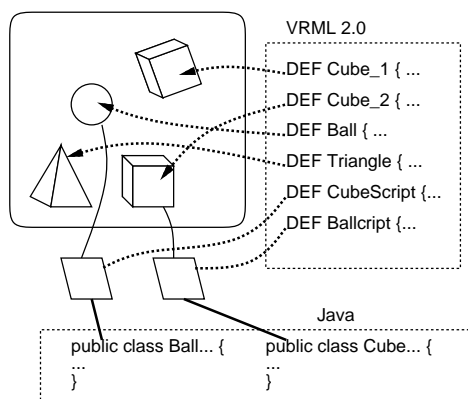 VRML 2.0
DEF Cube_1 { ...
DEF Cube_2 { ...
DEF Ball { ...
DEF Triangle { ...
DEF CubeScript {...
DEF Ballcript {...
Java
public class Ball... {
...
}
public class Cube... {
...
}